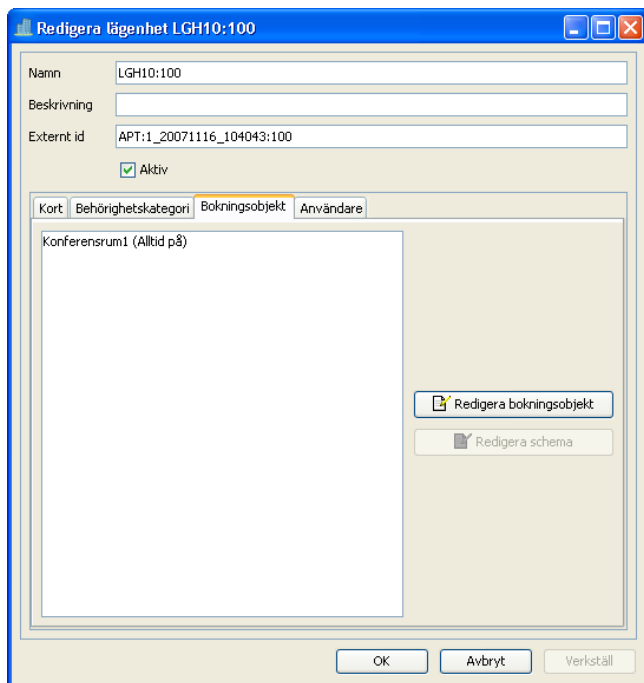 Redigera lägenhet LGH10:100
Namn LGH10:100
Beskrivning
Externt id APT:1_20071116_104043:100
Aktiv
Kort Behörighetskategori Bokningsobjekt Användare
Konferensrum1 (Alltid på)
Redigera bokningsobjekt
Redigera schema
OK Avbryt Verkställ